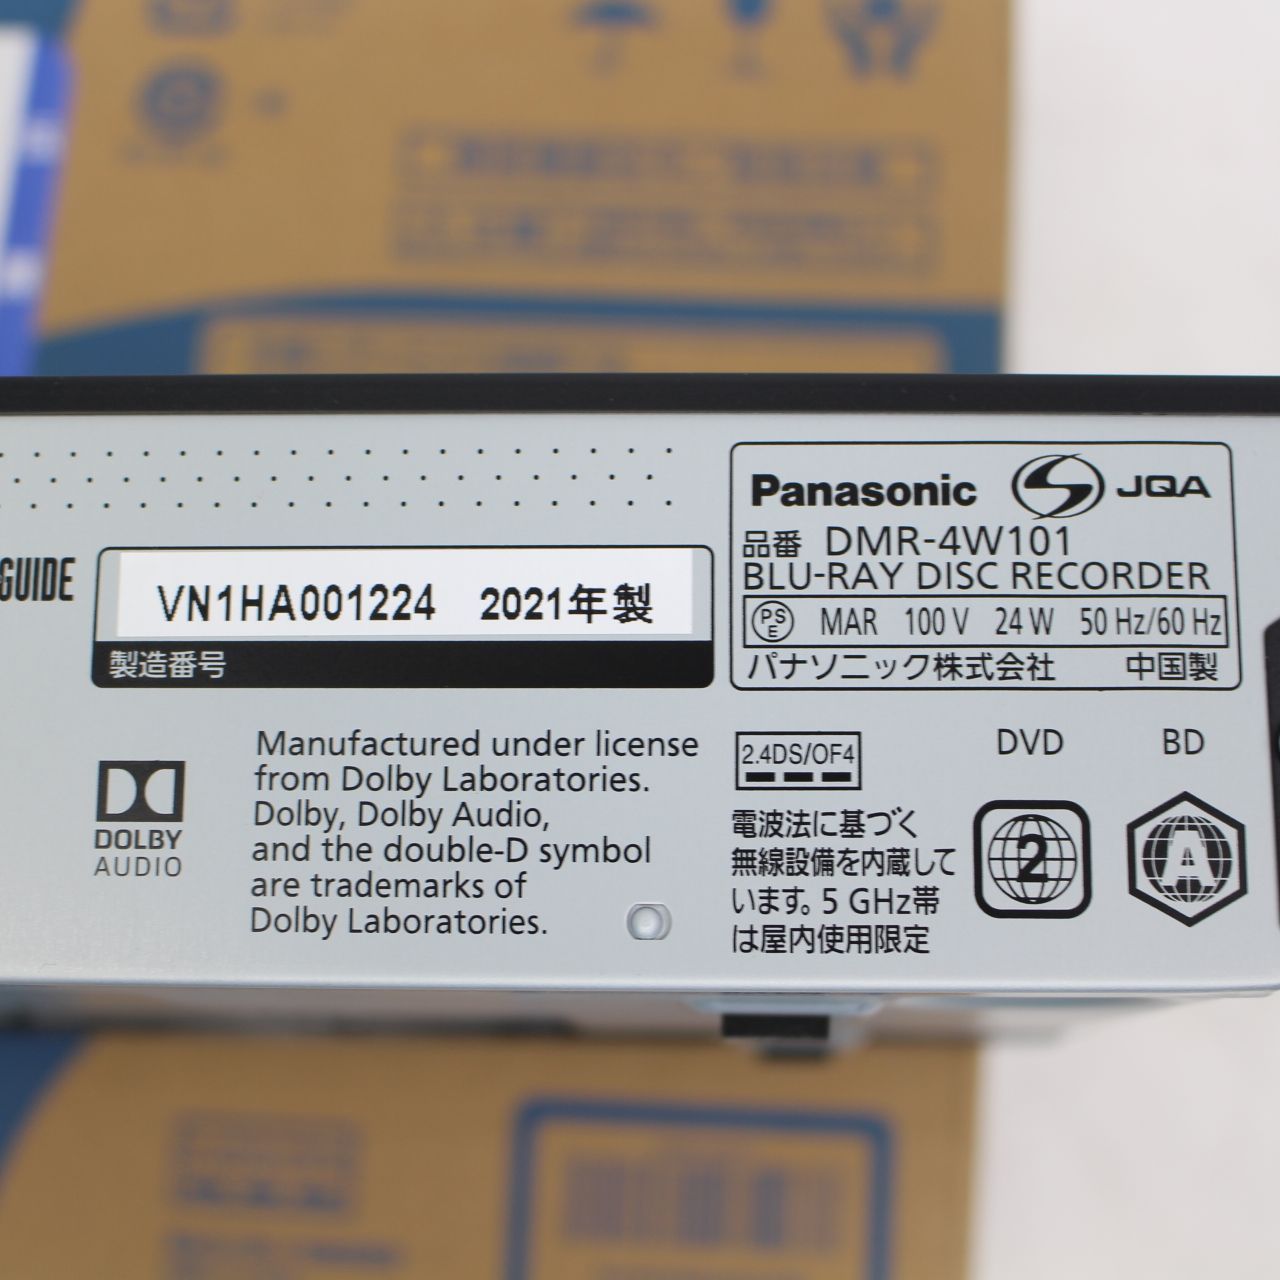 Panasonic JQA
品番 DMR-4W101
BLU-RAY DISC RECORDER
PS E MAR 100 V 24 W 50 Hz/60 Hz
パナソニック株式会社 中国製
GUIDE
VN1HA001224 2021年製
製造番号
DOLBY
AUDIO
Manufactured under license
from Dolby Laboratories.
Dolby, Dolby Audio,
and the double-D symbol
are trademarks of
Dolby Laboratories.
2.4DS/OF4
電波法に基づく
無線設備を内蔵して
います。5 GHz帯
は屋内使用限定
DVD
2
BD
A